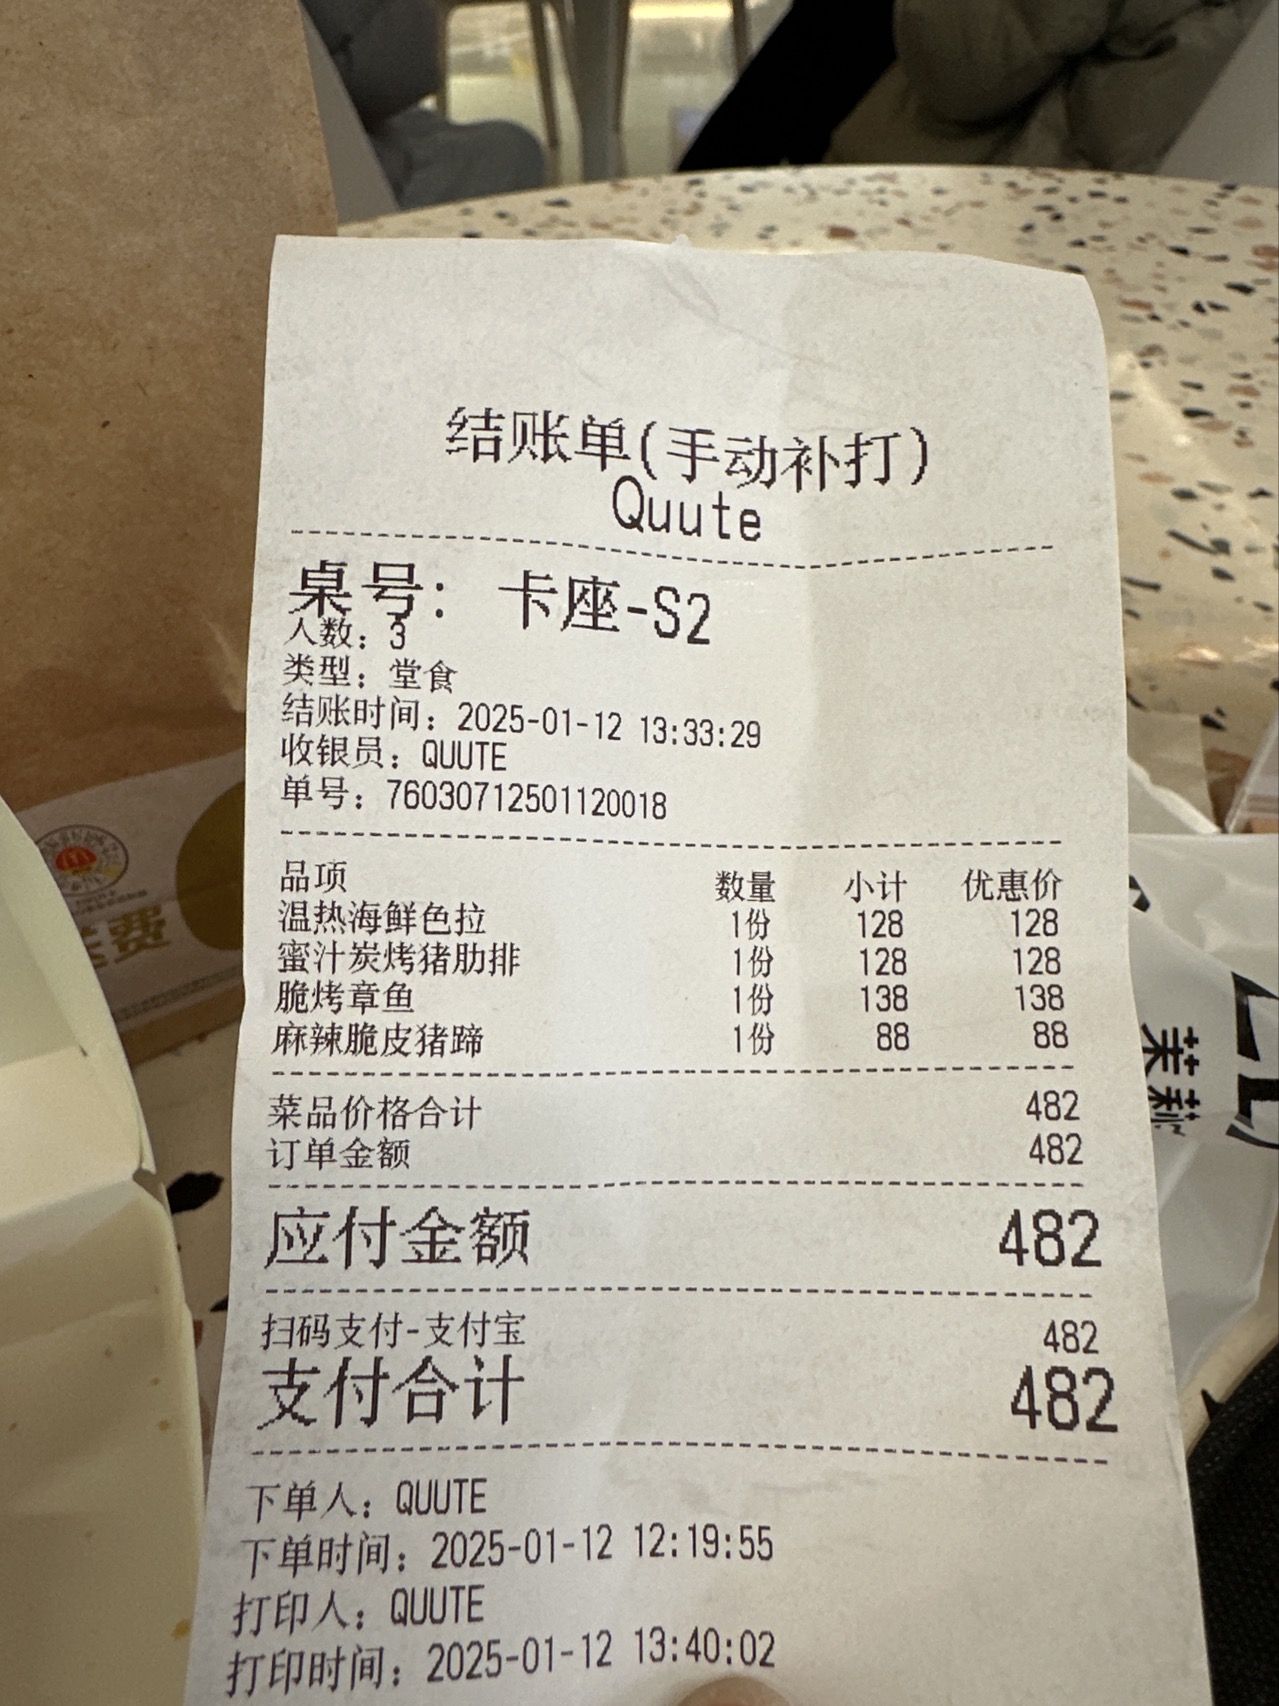 结账单(手动补打)
Quute
桌号: 卡座-S2
人数: 3
类型: 堂食
结账时间: 2025-01-12 13:33:29
收银员: QUUTE
单号: 76030712501120018
品项 数量 小计 优惠价
温热海鲜色拉 1份 128 128
蜜汁炭烤猪肋排 1份 128 128
脆烤章鱼 1份 138 138
麻辣脆皮猪蹄 1份 88 88
菜品价格合计 482
订单金额 482
应付金额 482
扫码支付-支付宝 482
支付合计 482
下单人: QUUTE
下单时间: 2025-01-12 12:19:55
打印人: QUUTE
打印时间: 2025-01-12 13:40:02
费
茉莉